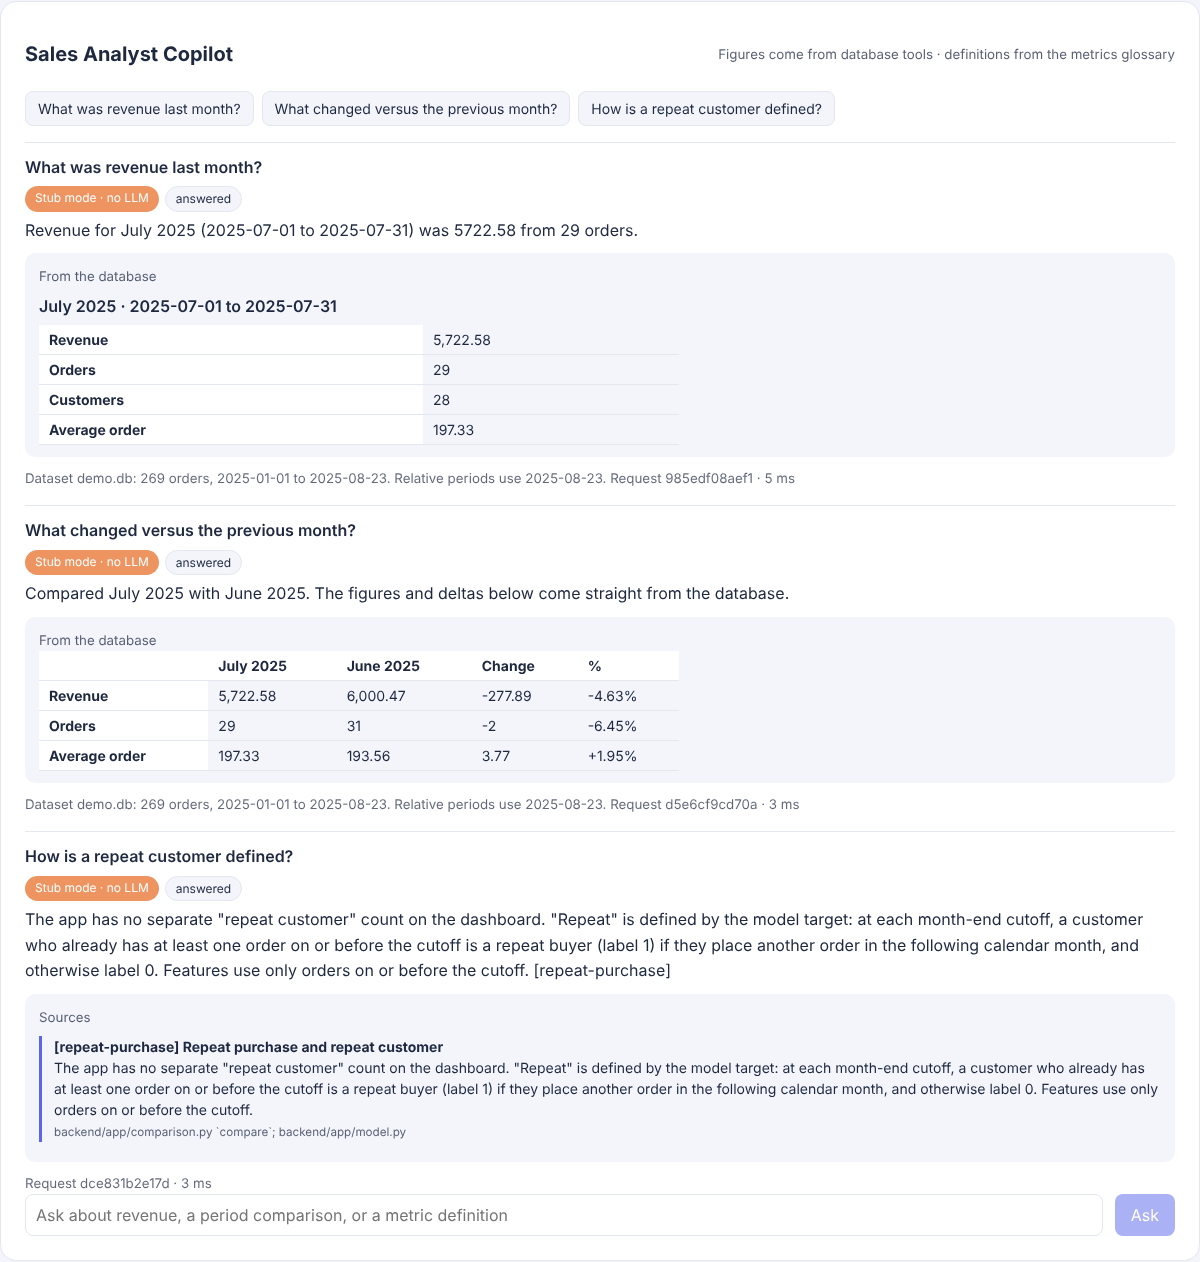 Sales Analyst Copilot
Figures come from database tools · definitions from the metrics glossary
What was revenue last month?
What changed versus the previous month?
How is a repeat customer defined?
What was revenue last month?
Stub mode · no LLM
answered
Revenue for July 2025 (2025-07-01 to 2025-07-31) was 5722.58 from 29 orders.
From the database
July 2025 · 2025-07-01 to 2025-07-31
Revenue 5,722.58
Orders 29
Customers 28
Average order 197.33
Dataset demo.db: 269 orders, 2025-01-01 to 2025-08-23. Relative periods use 2025-08-23. Request 985edf08aef1 · 5 ms
What changed versus the previous month?
Stub mode · no LLM
answered
Compared July 2025 with June 2025. The figures and deltas below come straight from the database.
From the database
July 2025 June 2025 Change %
Revenue 5,722.58 6,000.47 -277.89 -4.63%
Orders 29 31 -2 -6.45%
Average order 197.33 193.56 3.77 +1.95%
Dataset demo.db: 269 orders, 2025-01-01 to 2025-08-23. Relative periods use 2025-08-23. Request d5e6cf9cd70a · 3 ms
How is a repeat customer defined?
Stub mode · no LLM
answered
The app has no separate "repeat customer" count on the dashboard. "Repeat" is defined by the model target: at each month-end cutoff, a customer
who already has at least one order on or before the cutoff is a repeat buyer (label 1) if they place another order in the following calendar month, and
otherwise label 0. Features use only orders on or before the cutoff. [repeat-purchase]
Sources
[repeat-purchase] Repeat purchase and repeat customer
The app has no separate "repeat customer" count on the dashboard. "Repeat" is defined by the model target: at each month-end cutoff, a customer who already has
at least one order on or before the cutoff is a repeat buyer (label 1) if they place another order in the following calendar month, and otherwise label 0. Features use only
orders on or before the cutoff.
backend/app/comparison.py `compare`; backend/app/model.py
Request dce831b2e17d · 3 ms
Ask about revenue, a period comparison, or a metric definition
Ask